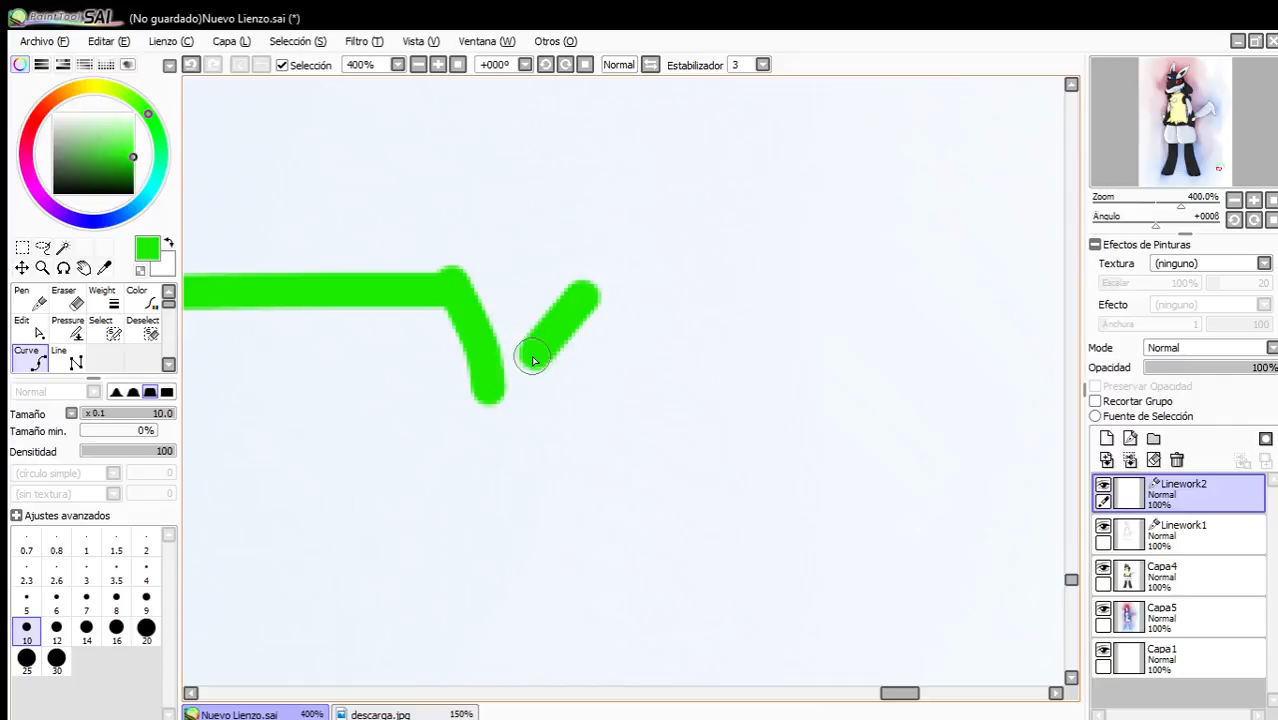 PaintTool SAI (No guardado)Nuevo Lienzo.sai (*)
Archivo (F) Editar (E) Lienzo (C) Capa (L) Selección (S) Filtro (T) Vista (V) Ventana (W) Otros (O)
Selección 400% +000° Normal Estabilizador 3
Zoom 400.0%
Ángulo +000ß
Efectos de Pinturas
Textura (ninguno)
Escalar 100% 20
Efecto (ninguno)
Anchura 1 100
Mode Normal
Opacidad 100%
Preservar Opacidad
Recortar Grupo
Fuente de Selección
Linework2
Normal
100%
Linework1
Normal
100%
Capa4
Normal
100%
Capa5
Normal
100%
Capa1
Normal
100%
Pen Eraser Weight Color
Edit Pressure Select Deselect
Curve Line
Normal
Tamaño x 0.1 10.0
Tamaño min. 0%
Densitidad 100
(círculo simple) 0
(sin textura) 0
Ajustes avanzados
0.7 0.8 1 1.5 2
2.3 2.6 3 3.5 4
5 6 7 8 9
10 12 14 16 20
25 30
Nuevo Lienzo.sai 400% descarga.jpg 150%